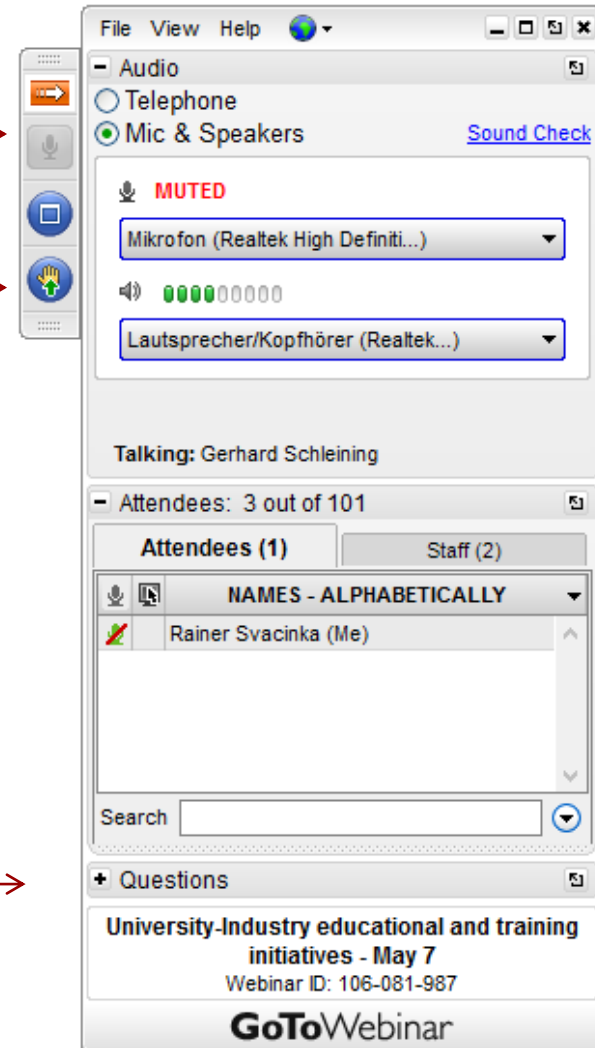 File View Help
Audio
Telephone
Mic & Speakers Sound Check
MUTED
Mikrofon (Realtek High Definiti...)
Lautsprecher/Kopfhörer (Realtek...)
Talking: Gerhard Schleining
Attendees: 3 out of 101
Attendees (1) Staff (2)
NAMES - ALPHABETICALLY
Rainer Svacinka (Me)
Search
Questions
University-Industry educational and training
initiatives - May 7
Webinar ID: 106-081-987
GoToWebinar